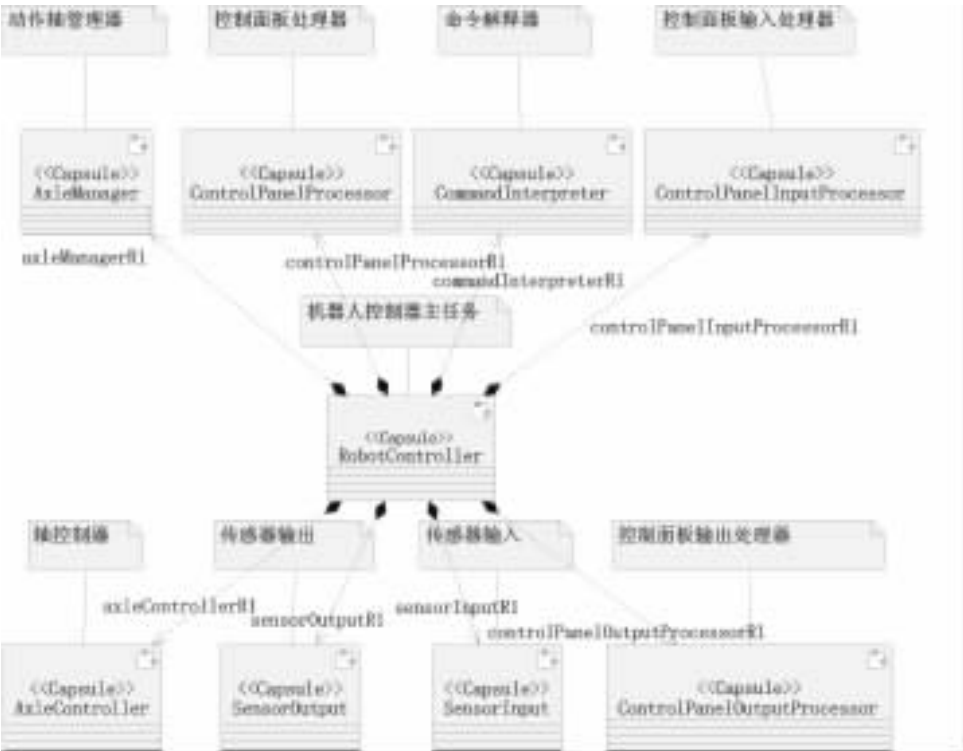 动作轴管理器
控制面板处理器
命令解释器
控制面板输入处理器
<<Capsule>>
AxleManager
<<Capsule>>
ControlPanelProcessor
<<Capsule>>
CommandInterpreter
<<Capsule>>
ControlPanelInputProcessor
axleManagerR1
controlPanelProcessorR1
commandInterpreterR1
controlPanelInputProcessorR1
机器人控制器主任务
<<Capsule>>
RobotController
轴控制器
传感器输出
传感器输入
控制面板输出处理器
axleControllerR1
sensorOutputR1
sensorInputR1
controlPanelOutputProcessorR1
<<Capsule>>
AxleController
<<Capsule>>
SensorOutput
<<Capsule>>
SensorInput
<<Capsule>>
ControlPanelOutputProcessor